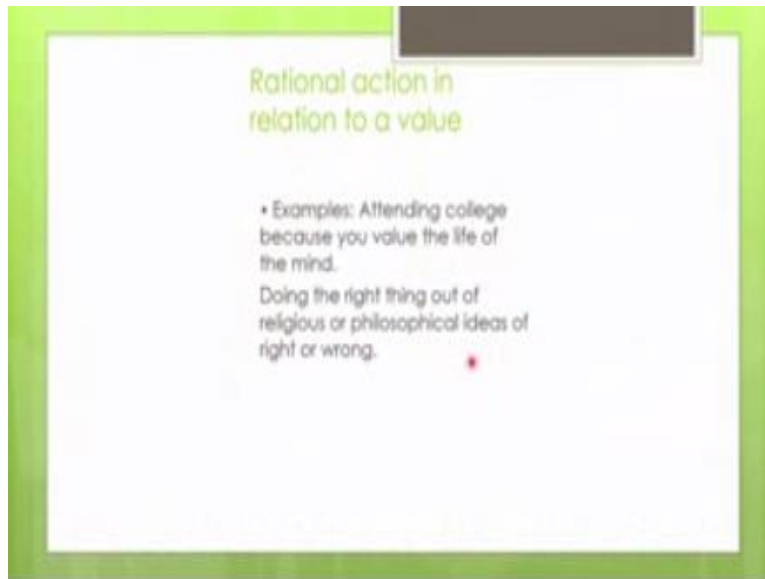 Rational action in
relation to a value
• Examples: Attending college
because you value the life of
the mind.
Doing the right thing out of
religious or philosophical ideas of
right or wrong.